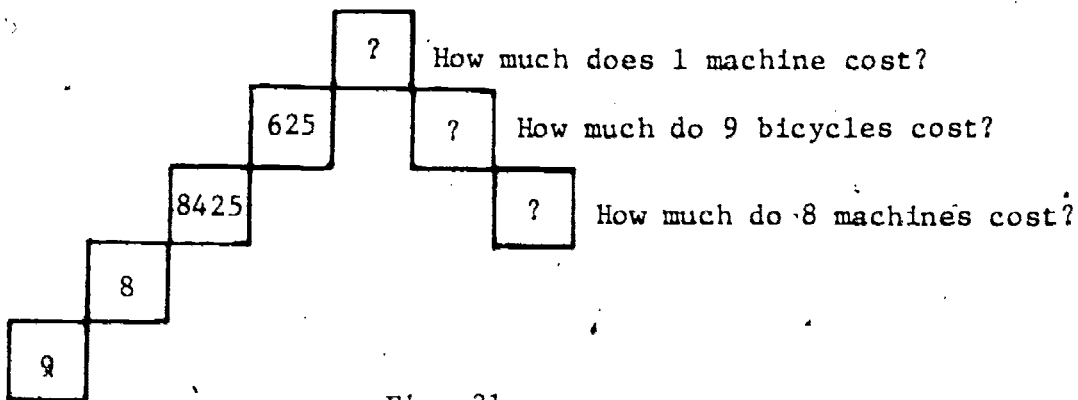 ? How much does 1 machine cost?
625 ? How much do 9 bicycles cost?
8425 ? How much do 8 machines cost?
8
9